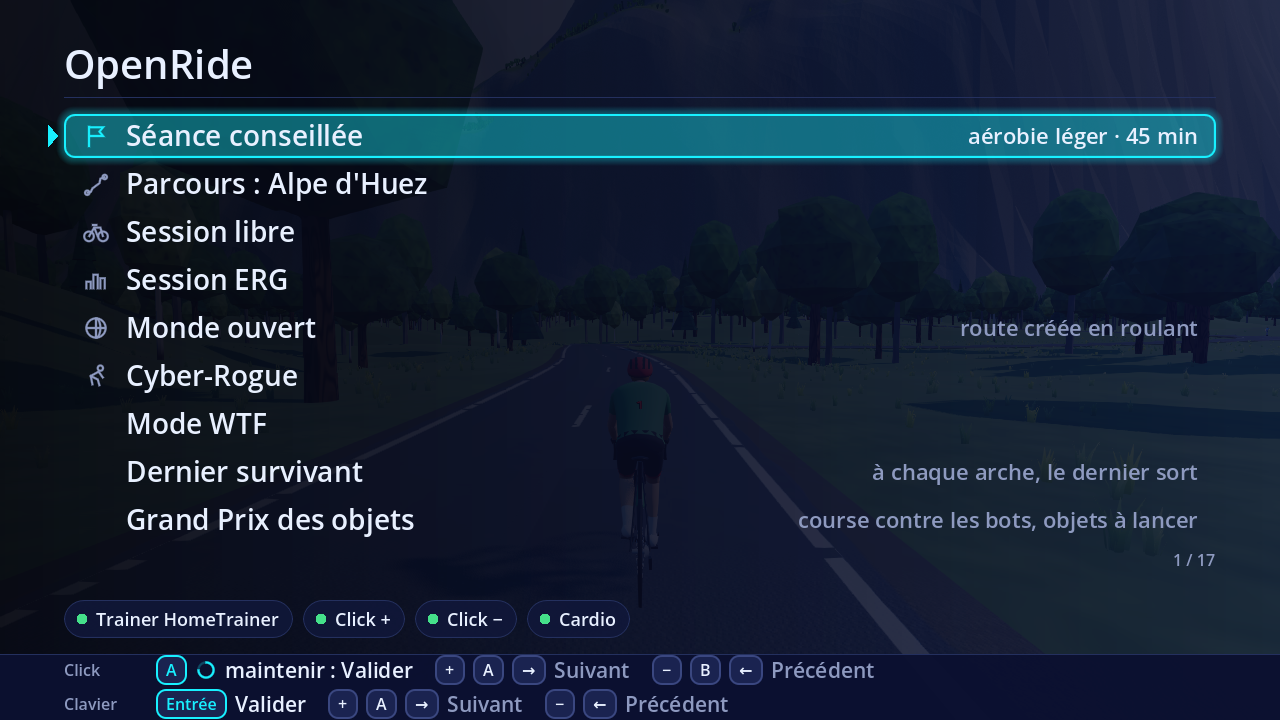 OpenRide
Séance conseillée aérobie léger · 45 min
Parcours : Alpe d'Huez
Session libre
Session ERG
Monde ouvert route créée en roulant
Cyber-Rogue
Mode WTF
Dernier survivant à chaque arche, le dernier sort
Grand Prix des objets course contre les bots, objets à lancer
1 / 17
Trainer HomeTrainer Click + Click − Cardio
Click A maintenir : Valider + A → Suivant − B ← Précédent
Clavier Entrée Valider + A → Suivant − ← Précédent